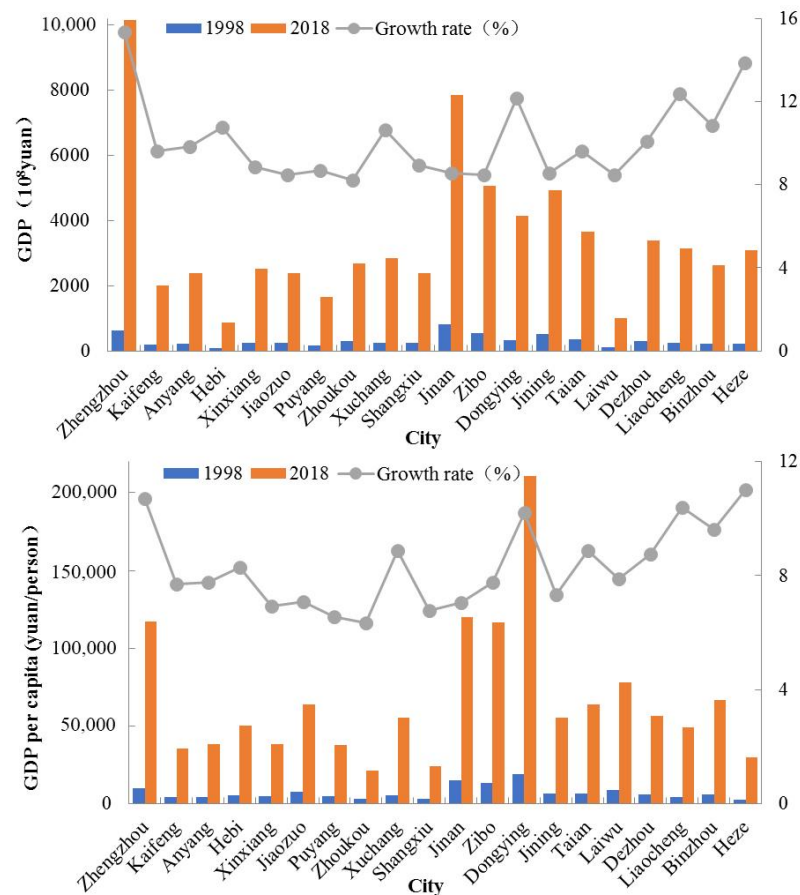 1998 2018 Growth rate（%）
10,000 16
8000 12
6000
8
4000
4
2000
0 0
GDP（10⁸yuan）
Zhengzhou Kaifeng Anyang Hebi Xinxiang Jiaozuo Puyang Zhoukou Xuchang Shangxiu Jinan Zibo Dongying Jining Taian Laiwu Dezhou Liaocheng Binzhou Heze
City
1998 2018 Growth rate（%）
12
200,000
150,000 8
100,000
4
50,000
0 0
GDP per capita (yuan/person)
Zhengzhou Kaifeng Anyang Hebi Xinxiang Jiaozuo Puyang Zhoukou Xuchang Shangxiu Jinan Zibo Dongying Jining Taian Laiwu Dezhou Liaocheng Binzhou Heze
City